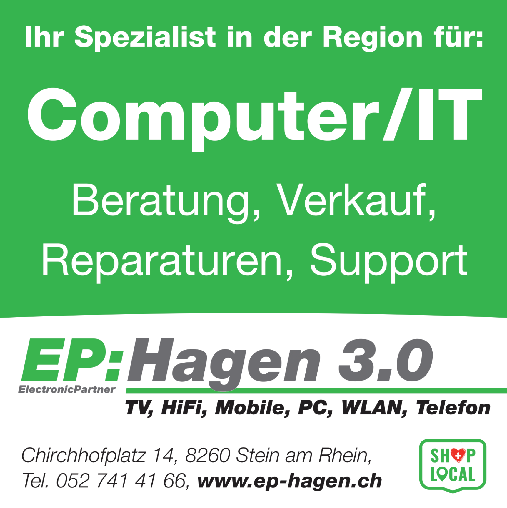 Ihr Spezialist in der Region für:
Computer/IT
Beratung, Verkauf,
Reparaturen, Support
EP:Hagen 3.0
ElectronicPartner
TV, HiFi, Mobile, PC, WLAN, Telefon
Chirchhofplatz 14, 8260 Stein am Rhein,
Tel. 052 741 41 66, www.ep-hagen.ch
SHOP
LOCAL